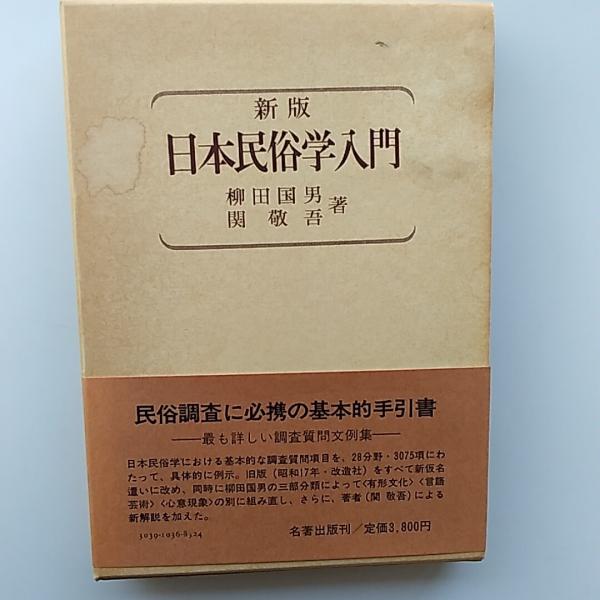 新版
日本民俗学入門
柳田国男
関敬吾
著
民俗調査に必携の基本的手引書
──最も詳しい調査質問文例集──
日本民俗学における基本的な調査質問項目を、28分野・3075項にわ
たって、具体的に例示。旧版（昭和17年・改造社）をすべて新仮名
遣いに改め、同時に柳田国男の三部分類によって〈有形文化〉〈言語
芸術〉〈心意現象〉の別に組み直し、さらに、著者（関 敬吾）による
新解説を加えた。
3039-1036-8324
名著出版刊／定価3,800円